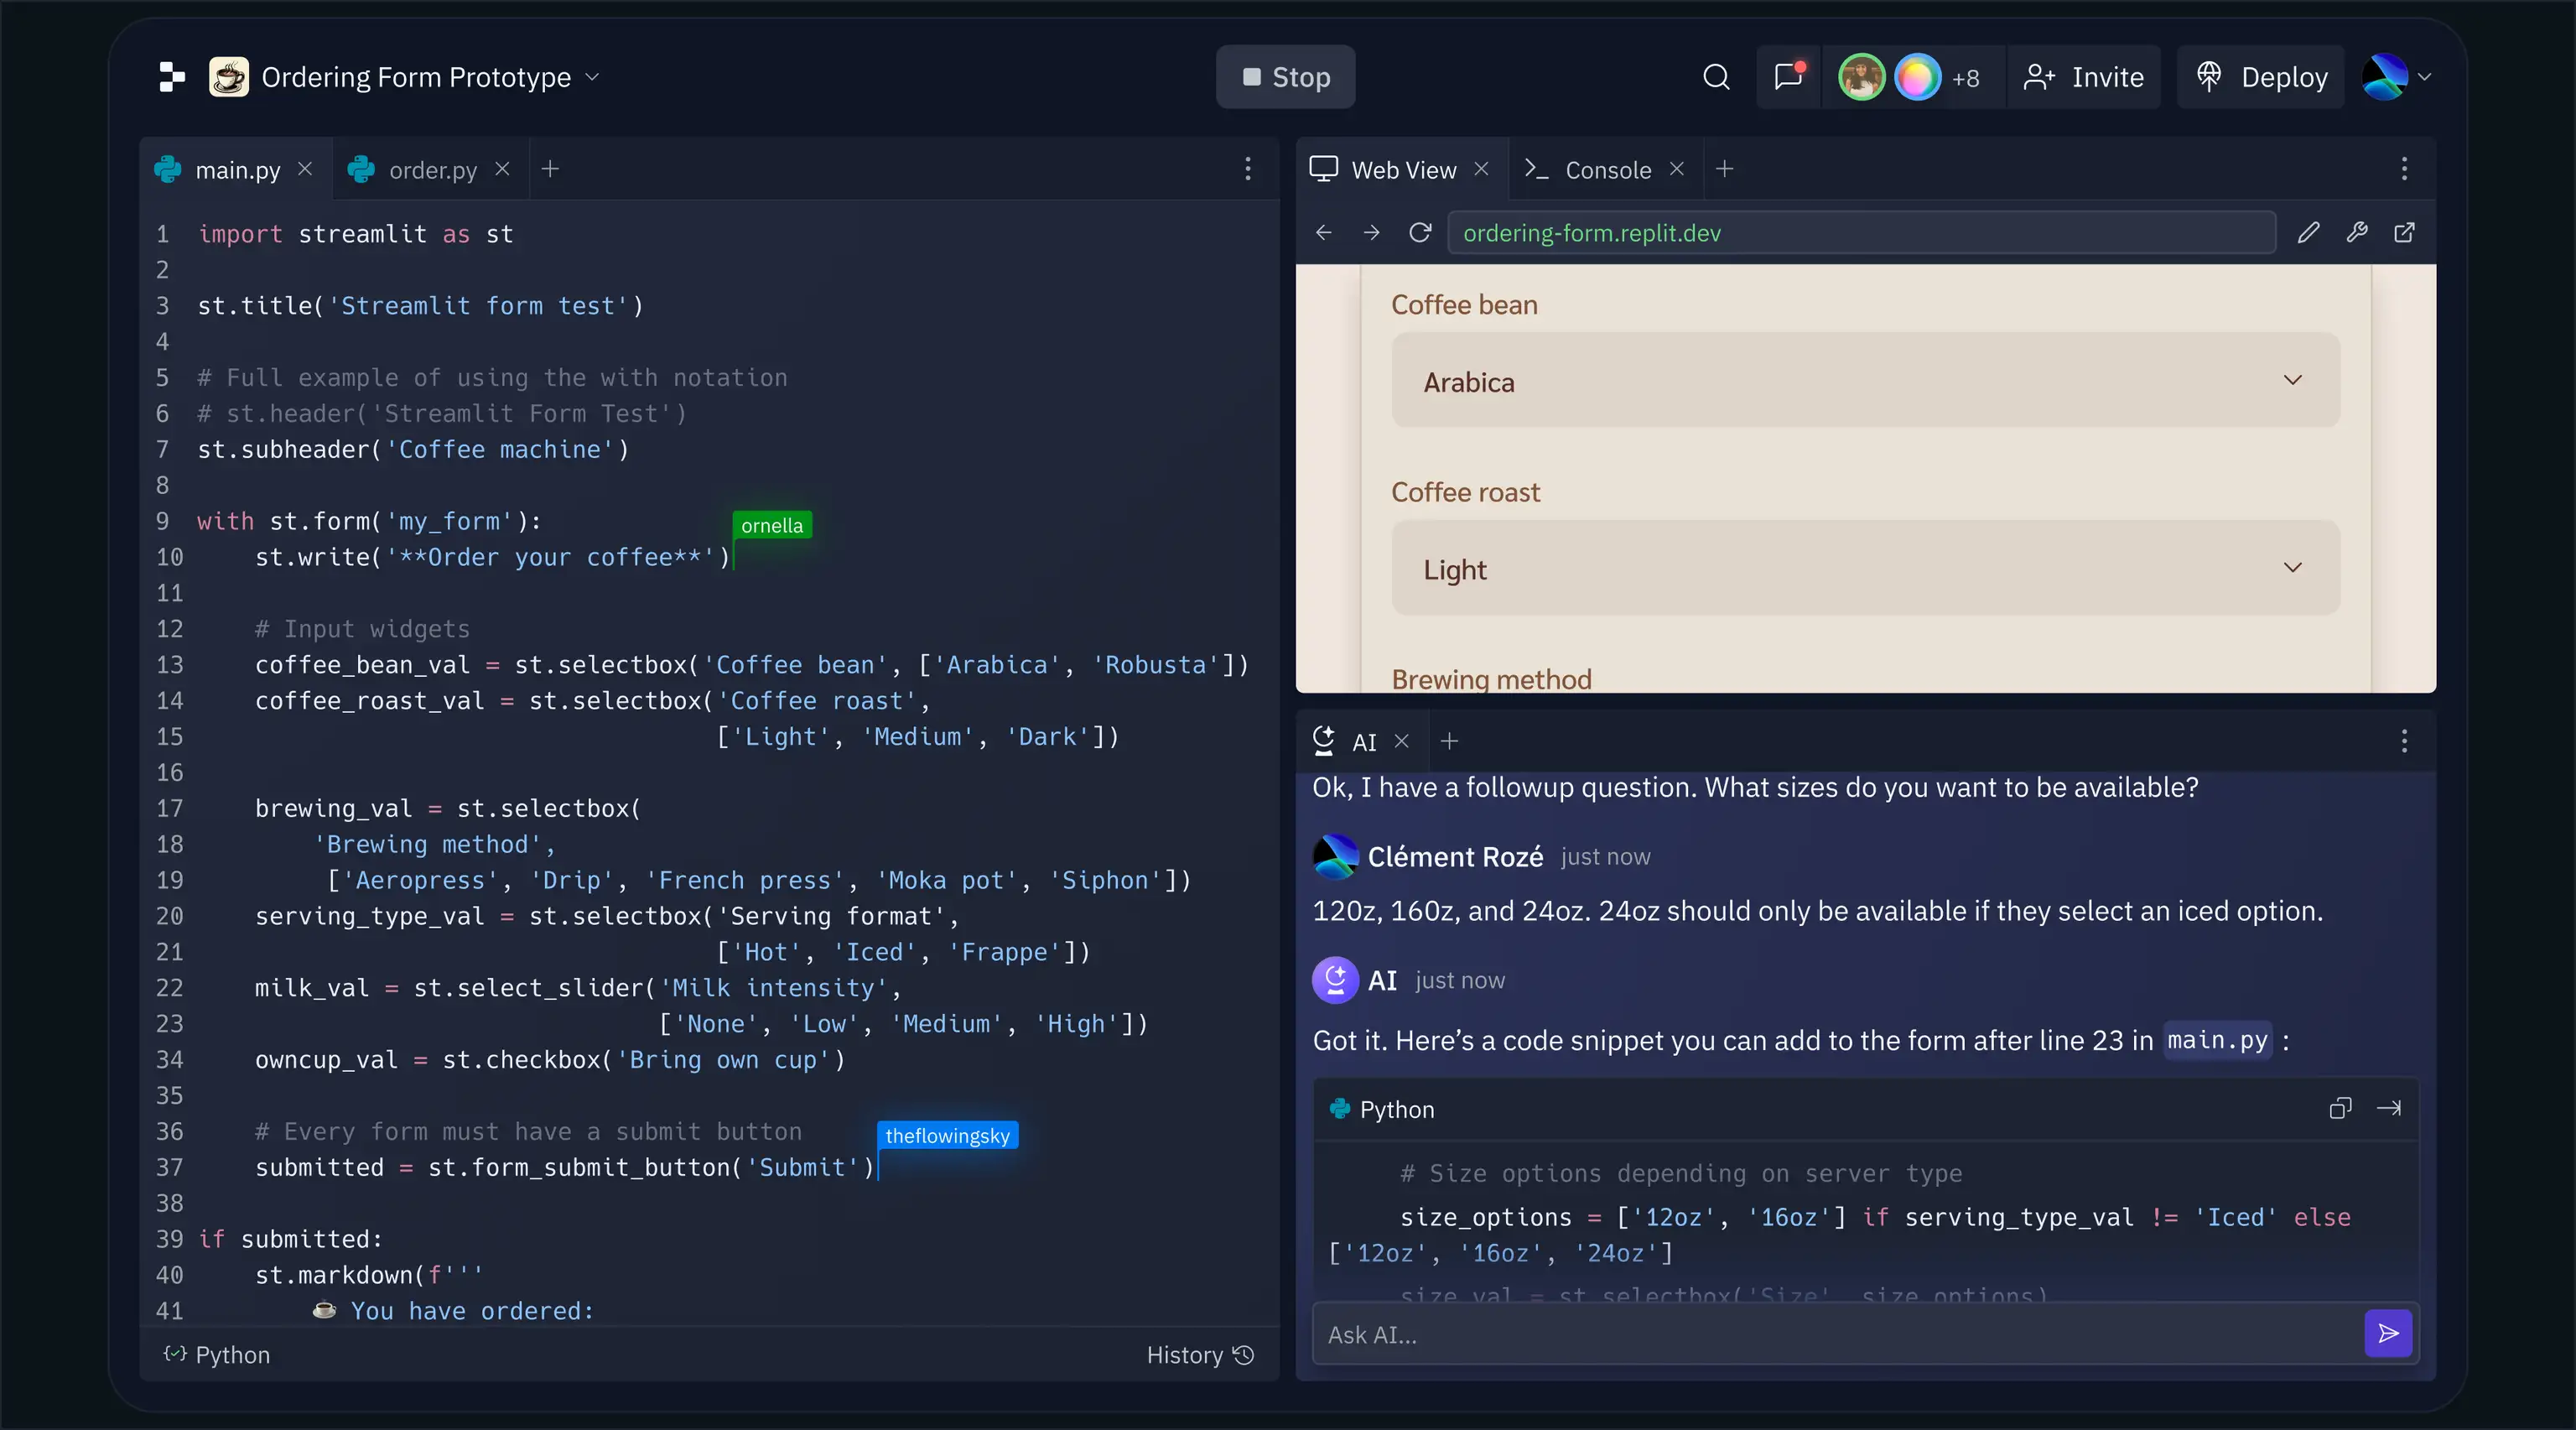 Ordering Form Prototype
Stop
+8
Invite
Deploy
main.py
order.py
1 import streamlit as st
2
3 st.title('Streamlit form test')
4
5 # Full example of using the with notation
6 # st.header('Streamlit Form Test')
7 st.subheader('Coffee machine')
8
9 with st.form('my_form'):
ornella
10     st.write('**Order your coffee**')
11
12     # Input widgets
13     coffee_bean_val = st.selectbox('Coffee bean', ['Arabica', 'Robusta'])
14     coffee_roast_val = st.selectbox('Coffee roast',
15                                     ['Light', 'Medium', 'Dark'])
16
17     brewing_val = st.selectbox(
18         'Brewing method',
19          ['Aeropress', 'Drip', 'French press', 'Moka pot', 'Siphon'])
20     serving_type_val = st.selectbox('Serving format',
21                                     ['Hot', 'Iced', 'Frappe'])
22     milk_val = st.select_slider('Milk intensity',
23                                 ['None', 'Low', 'Medium', 'High'])
34     owncup_val = st.checkbox('Bring own cup')
35
36     # Every form must have a submit button
theflowingsky
37     submitted = st.form_submit_button('Submit')
38
39 if submitted:
40     st.markdown(f'''
41         ☕ You have ordered:
Python
History
Web View
Console
ordering-form.replit.dev
Coffee bean
Arabica
Coffee roast
Light
Brewing method
AI
Ok, I have a followup question. What sizes do you want to be available?
Clément Rozé just now
120z, 160z, and 24oz. 24oz should only be available if they select an iced option.
AI just now
Got it. Here’s a code snippet you can add to the form after line 23 in main.py :
Python
# Size options depending on server type
size_options = ['12oz', '16oz'] if serving_type_val != 'Iced' else
['12oz', '16oz', '24oz']
size_val = st.selectbox('Size', size_options)
Ask AI...